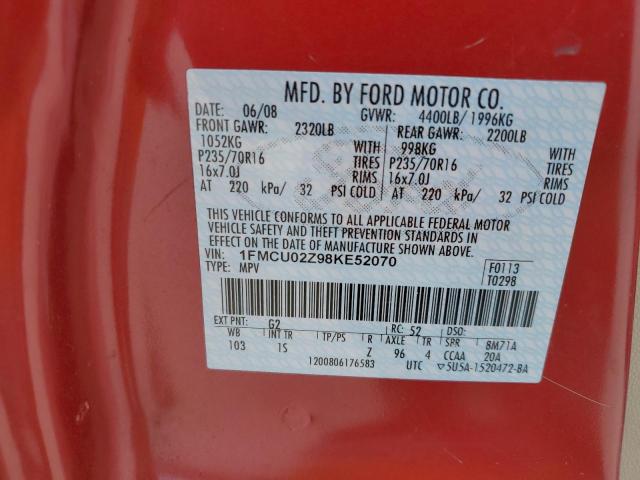 MFD. BY FORD MOTOR CO.
DATE: 06/08 GVWR: 4400LB/ 1996KG
FRONT GAWR: 2320LB REAR GAWR: 2200LB
1052KG WITH 998KG WITH
P235/70R16 TIRES P235/70R16 TIRES
16x7.0J RIMS 16x7.0J RIMS
AT 220 kPa/ 32 PSI COLD AT 220 kPa/ 32 PSI COLD
THIS VEHICLE CONFORMS TO ALL APPLICABLE FEDERAL MOTOR
VEHICLE SAFETY AND THEFT PREVENTION STANDARDS IN
EFFECT ON THE DATE OF MANUFACTURE SHOWN ABOVE.
VIN: 1FMCU02Z98KE52070 F0113
TYPE: MPV T0298
EXT PNT: G2 RC: 52 DSO:
WB INT TR TP/PS R AXLE TR SPR 8M71A
103 1S Z 96 4 CCAA 20A
1200806176583 UTC ▽5U5A-1520472-BA